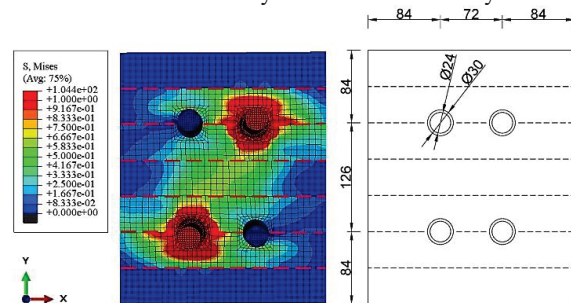 84 72 84
S, Mises
(Avg: 75%)
+1.044e+02
+1.000e+00
+9.167e-01
+8.333e-01
+7.500e-01
+6.667e-01
+5.833e-01
+5.000e-01
+4.167e-01
+3.333e-01
+2.500e-01
+1.667e-01
+8.333e-02
+0.000e+00
Y
X
84
126
84
Ø24
Ø30